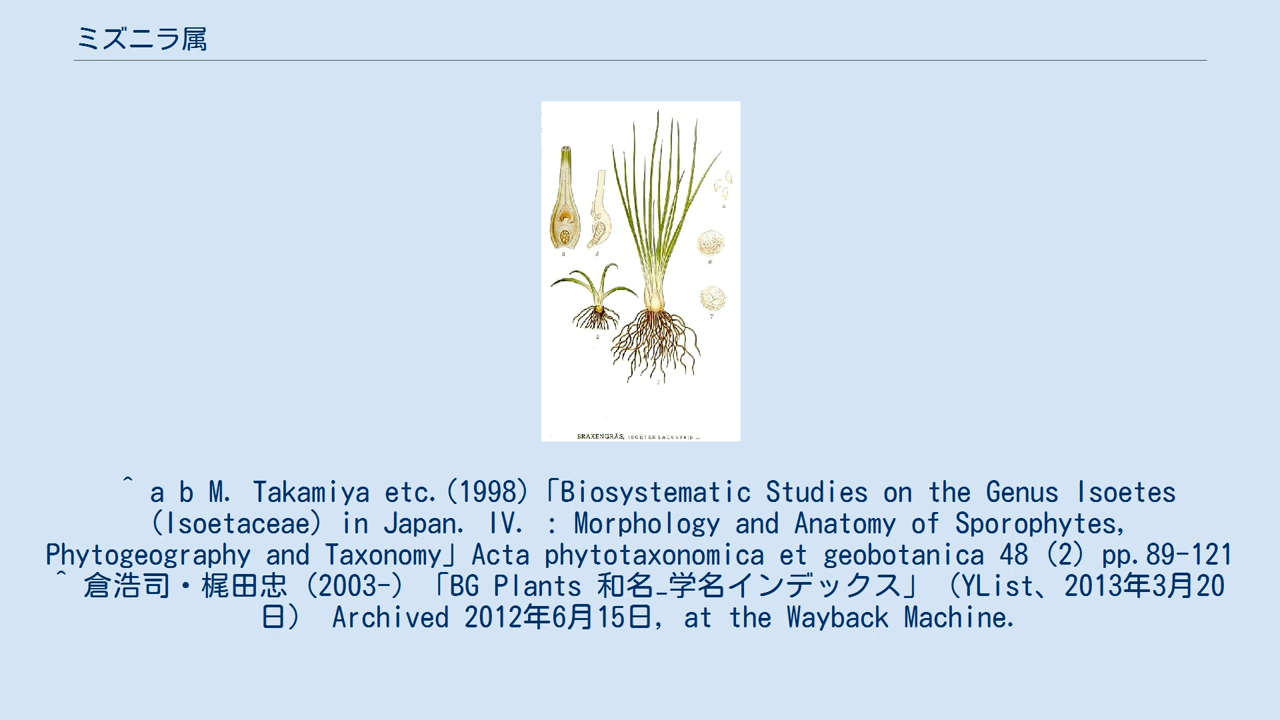 ミズニラ属
BRAXENGRÄS,
^ a b M. Takamiya etc.(1998)「Biosystematic Studies on the Genus Isoetes
(Isoetaceae) in Japan. IV. : Morphology and Anatomy of Sporophytes,
Phytogeography and Taxonomy」Acta phytotaxonomica et geobotanica 48 (2) pp.89-121
^ 倉浩司・梶田忠 (2003-) 「BG Plants 和名_学名インデックス」 (YList、2013年3月20
日) Archived 2012年6月15日, at the Wayback Machine.